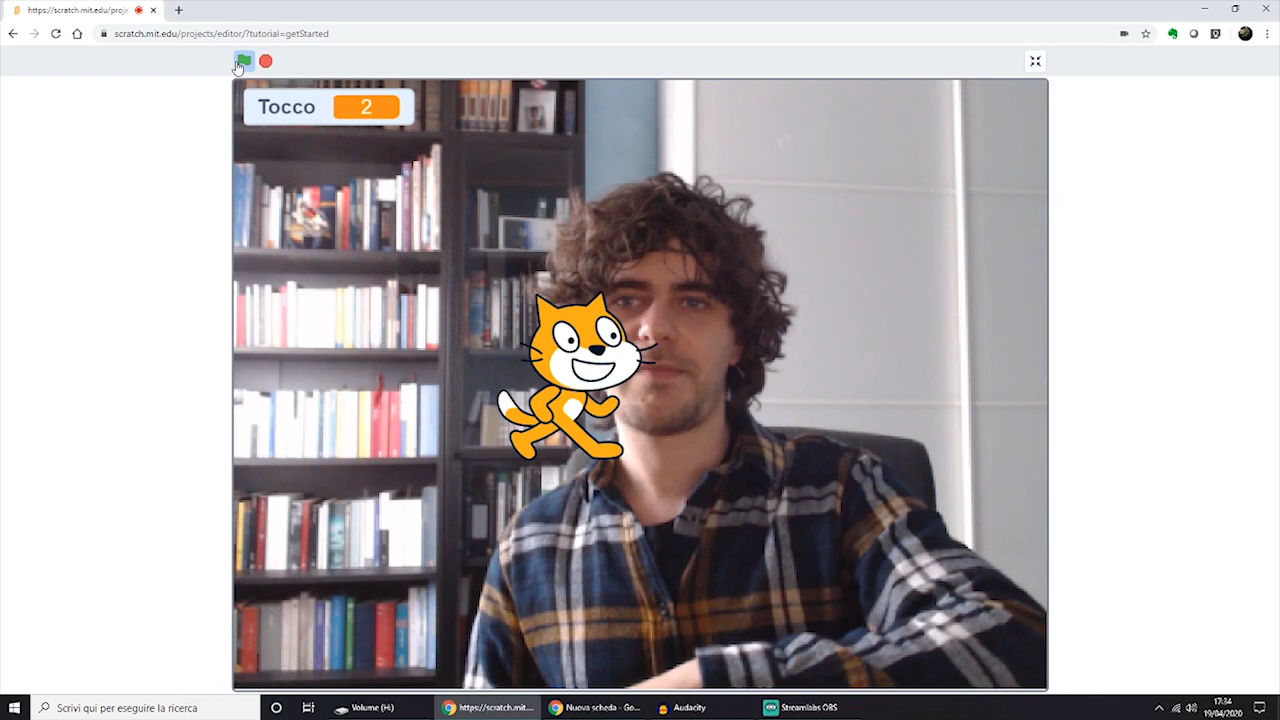 https://scratch.mit.edu/proje
scratch.mit.edu/projects/editor/?tutorial=getStarted
Tocco 2
Scrivi qui per eseguire la ricerca
Volume (H:)
https://scratch.mit....
Nuova scheda - Go...
Audacity
Streamlabs OBS
17:34
19/04/2020